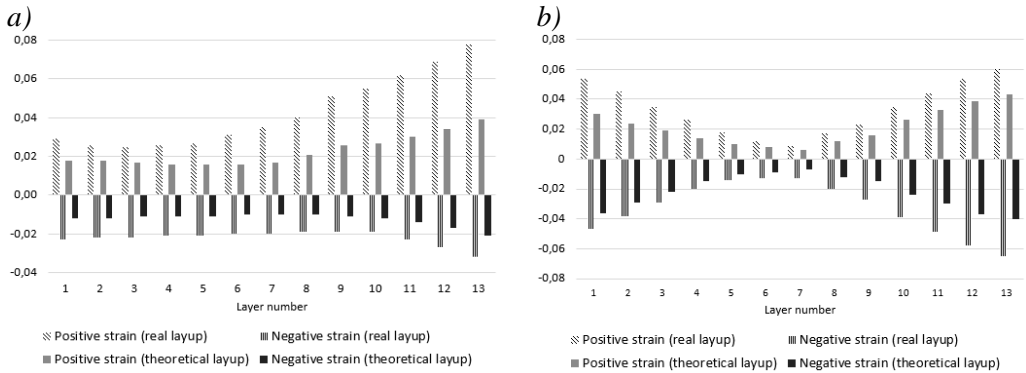 a)
0,08
0,06
0,04
0,02
0,00
-0,02
-0,04
1 2 3 4 5 6 7 8 9 10 11 12 13
Layer number
Positive strain (real layup) Negative strain (real layup)
Positive strain (theoretical layup) Negative strain (theoretical layup)
b)
0,08
0,06
0,04
0,02
0
-0,02
-0,04
-0,06
-0,08
1 2 3 4 5 6 7 8 9 10 11 12 13
Layer number
Positive strain (real layup) Negative strain (real layup)
Positive strain (theoretical layup) Negative strain (theoretical layup)